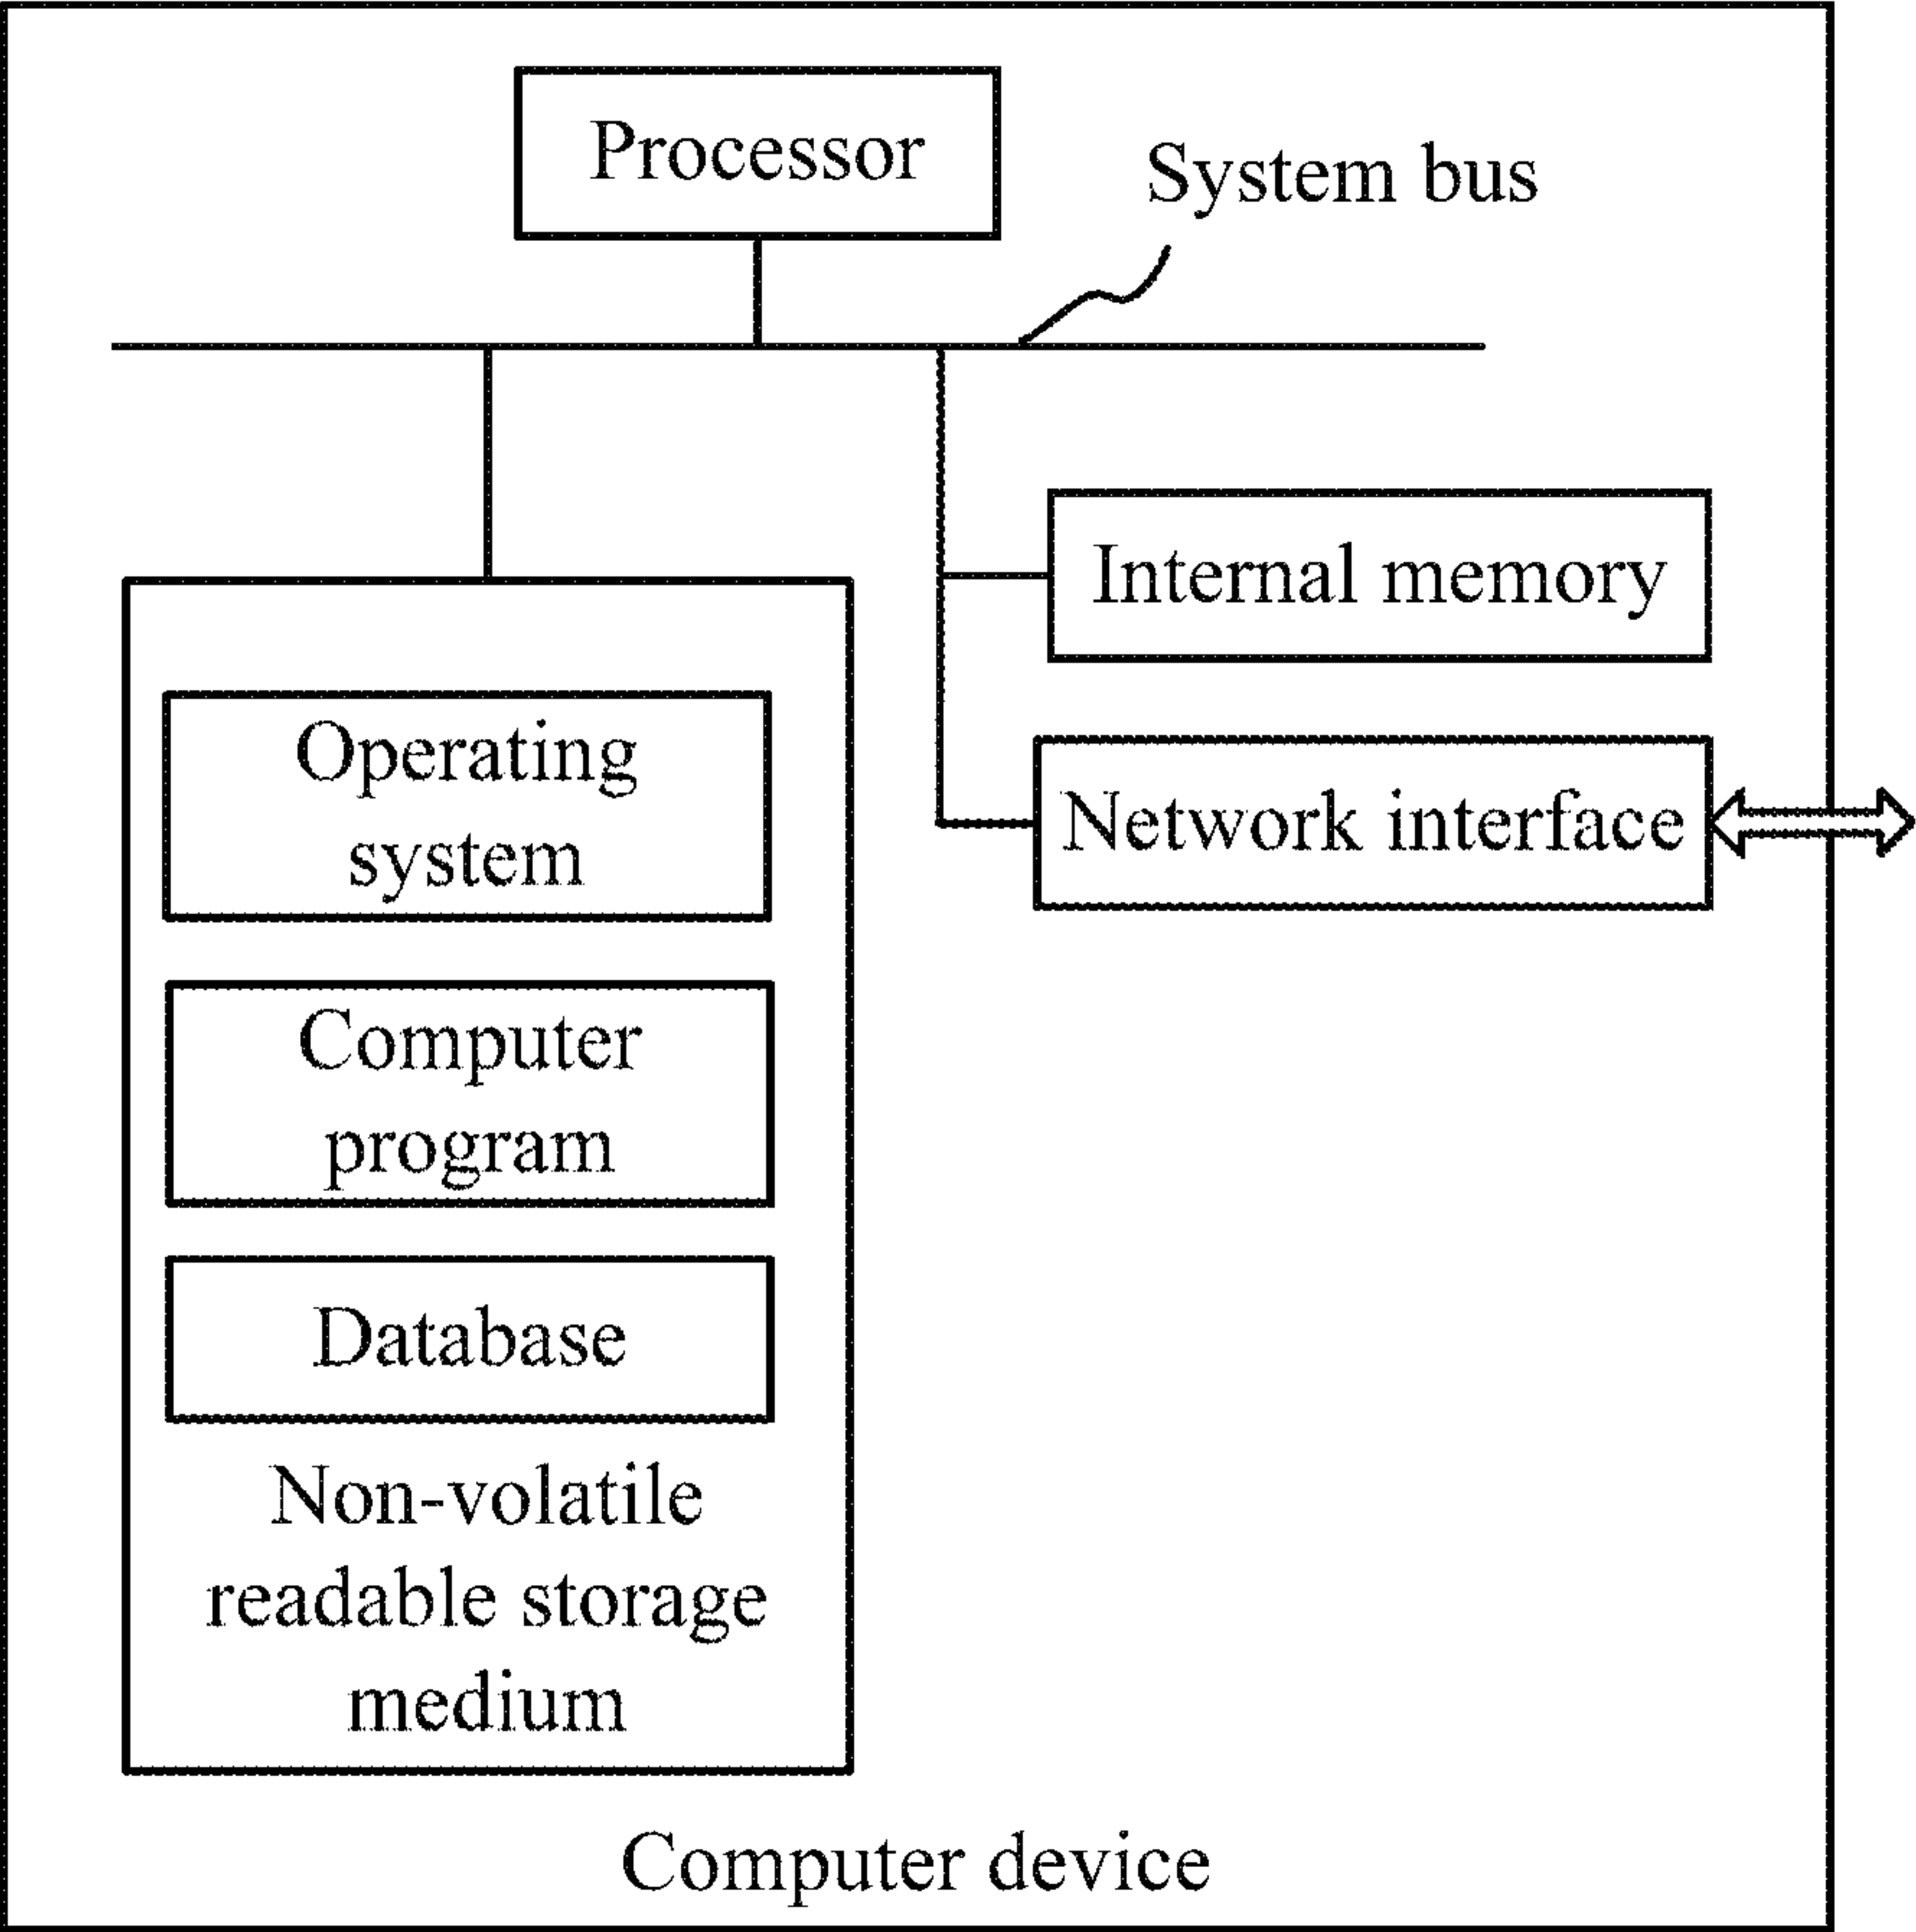 Processor
System bus
Internal memory
Network interface
Operating
system
Computer
program
Database
Non-volatile
readable storage
medium
Computer device